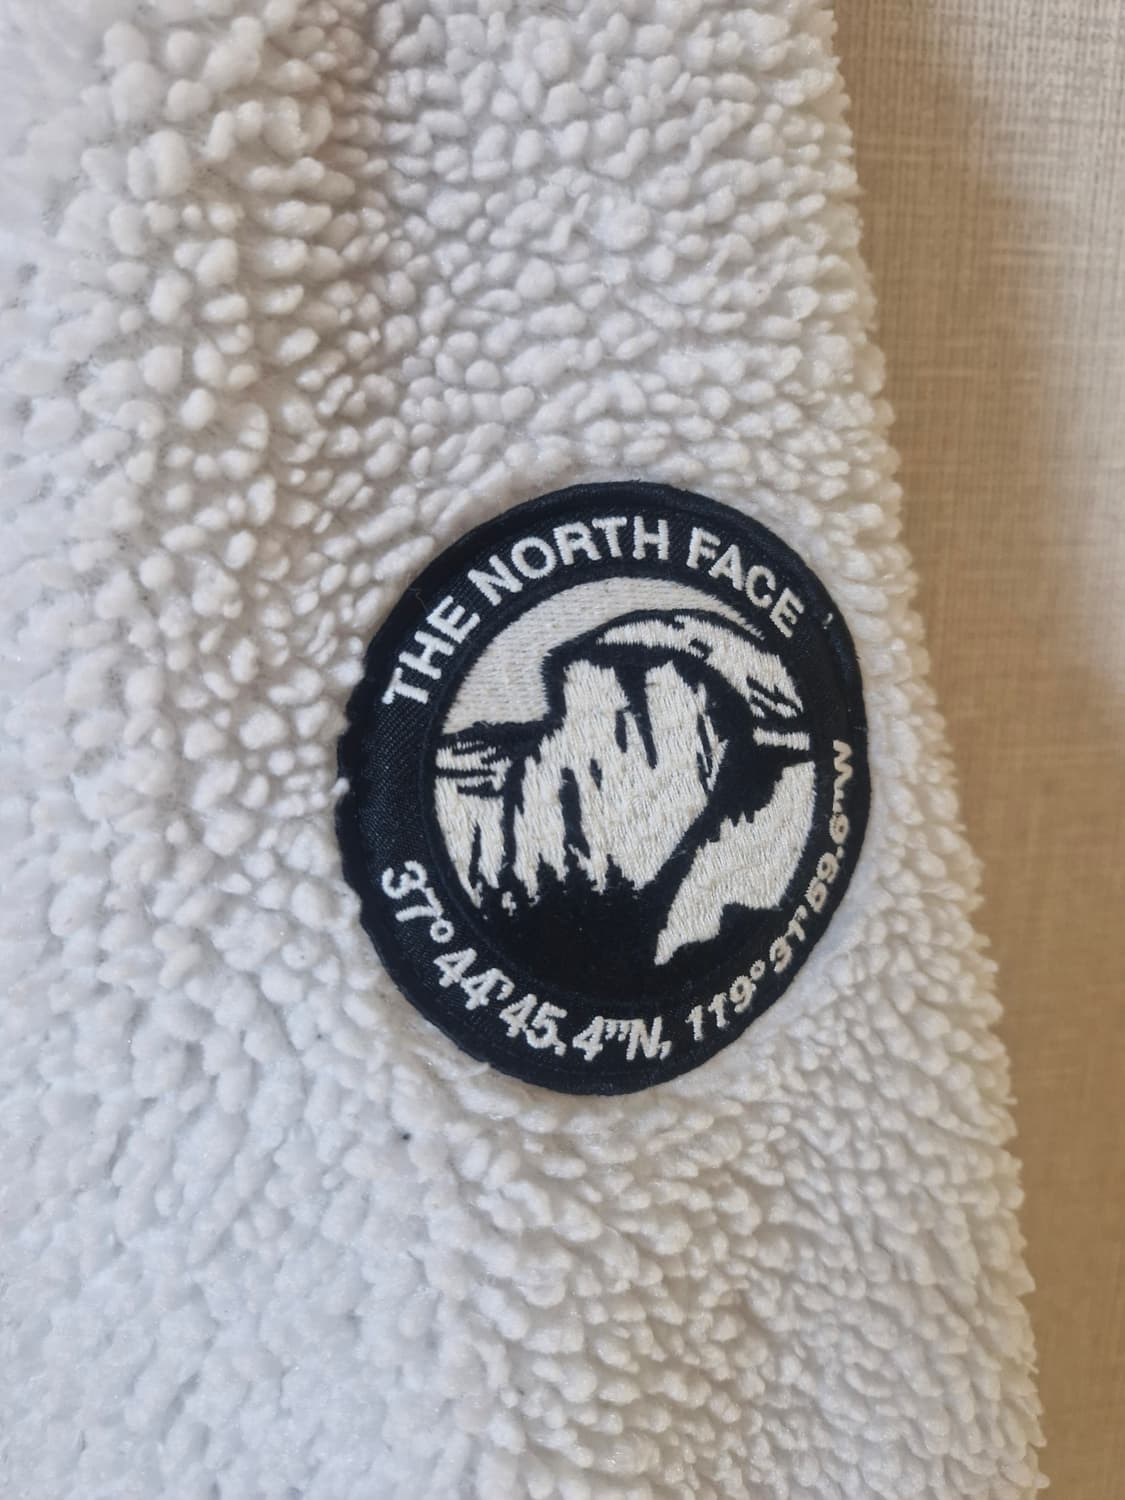 THE NORTH FACE
37° 44' 45.4"N, 119° 31' 59.6"W